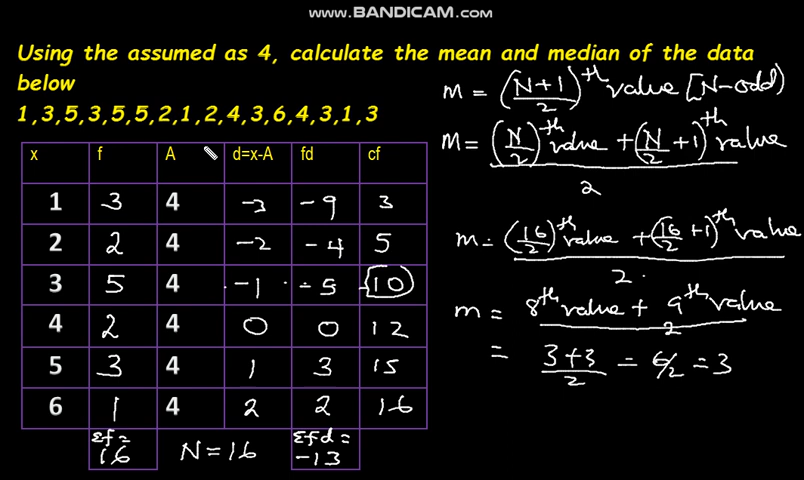 WWW.BANDICAM.COM
Using the assumed as 4, calculate the mean and median of the data
below
1,3,5,3,5,5,2,1,2,4,3,6,4,3,1,3
x f A d=x-A fd cf
1 3 4 -3 -9 3
2 2 4 -2 -4 5
3 5 4 -1 -5 10
4 2 4 0 0 12
5 3 4 1 3 15
6 1 4 2 2 16
Σf= 16 N=16 Σfd= -13
m = (N+1/2)th value [N-odd)
m = (N/2)th value + (N/2 +1)th value
2
m = (16/2)th value + (16/2 +1)th value
2
m = 8th value + 9th value
2
= 3+3/2 = 6/2 = 3